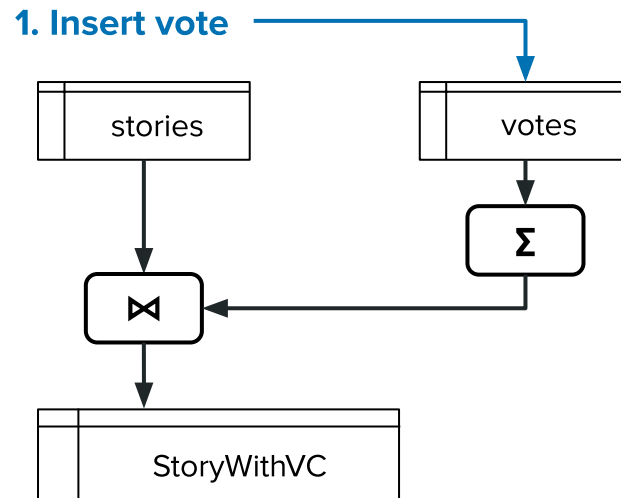 1. Insert vote
stories
votes
Σ
⋈
StoryWithVC